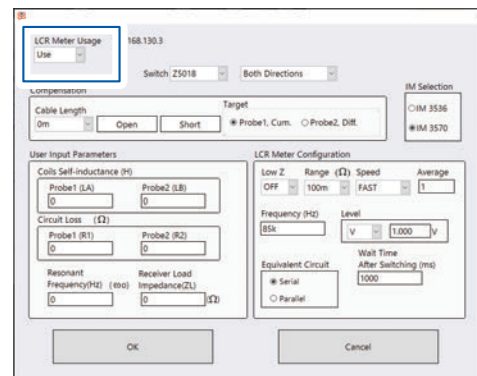 LCR Meter Usage
168.130.3
Use
Switch Z5018
Both Directions
Compensation
IM Selection
Cable Length
Target
IM 3536
0m
Open
Short
Probe1, Cum.
Probe2, Diff.
IM 3570
User Input Parameters
LCR Meter Configuration
Coils Self-inductance (H)
Low Z
Range (Ω)
Speed
Average
Probe1 (LA)
Probe2 (LB)
OFF
100m
FAST
1
0
0
Circuit Loss (Ω)
Frequency (Hz)
Level
Probe1 (R1)
Probe2 (R2)
85k
V
1.000
V
0
0
Wait Time
Equivalent Circuit
After Switching (ms)
Resonant
Receiver Load
Serial
1000
Frequency(Hz) (ω0)
Impedance(ZL)
0
0
(Ω)
Parallel
OK
Cancel